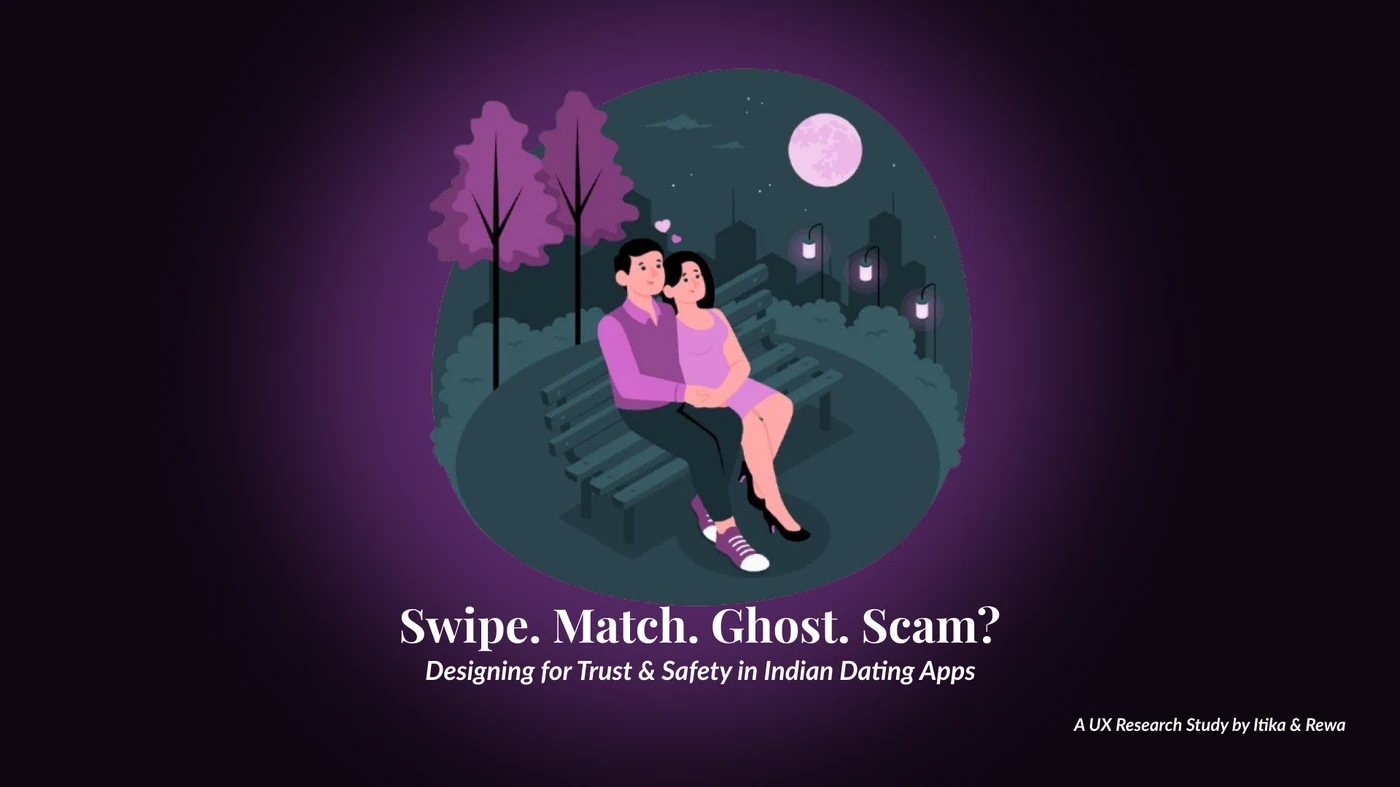 Swipe. Match. Ghost. Scam?
Designing for Trust & Safety in Indian Dating Apps
A UX Research Study by Itika & Rewa